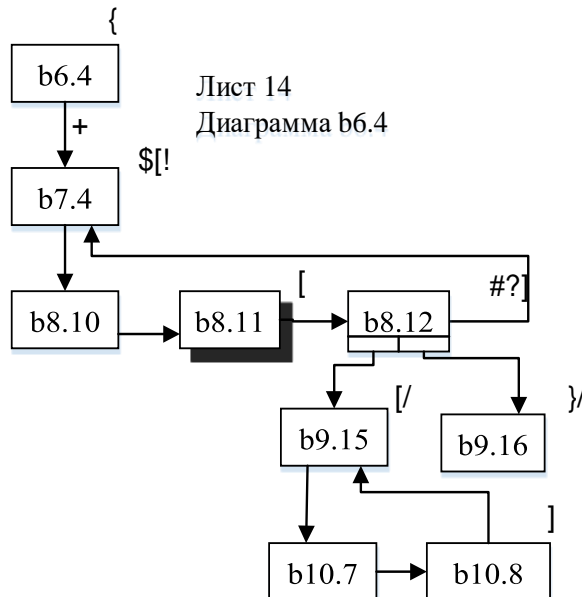 {
b6.4
Лист 14
+
Диаграмма b6.4
$[!
b7.4
[
#?]
b8.10
b8.11
b8.12
[/
}/
b9.15
b9.16
]
b10.7
b10.8